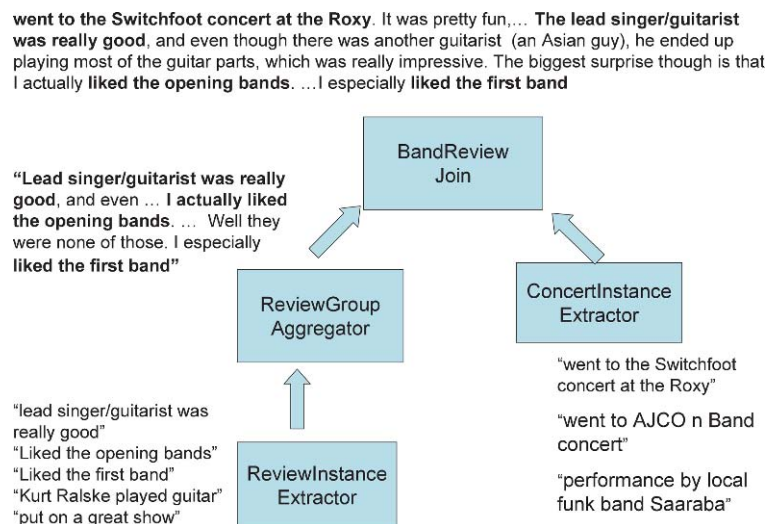 went to the Switchfoot concert at the Roxy. It was pretty fun,… The lead singer/guitarist
was really good, and even though there was another guitarist (an Asian guy), he ended up
playing most of the guitar parts, which was really impressive. The biggest surprise though is that
I actually liked the opening bands. …I especially liked the first band
BandReview
Join
“Lead singer/guitarist was really
good, and even … I actually liked
the opening bands. … Well they
were none of those. I especially
liked the first band”
ReviewGroup
Aggregator
ConcertInstance
Extractor
“went to the Switchfoot
concert at the Roxy”
“went to AJCO n Band
concert”
“performance by local
funk band Saaraba”
“lead singer/guitarist was
really good”
“Liked the opening bands”
“Liked the first band”
“Kurt Ralske played guitar”
“put on a great show”
ReviewInstance
Extractor